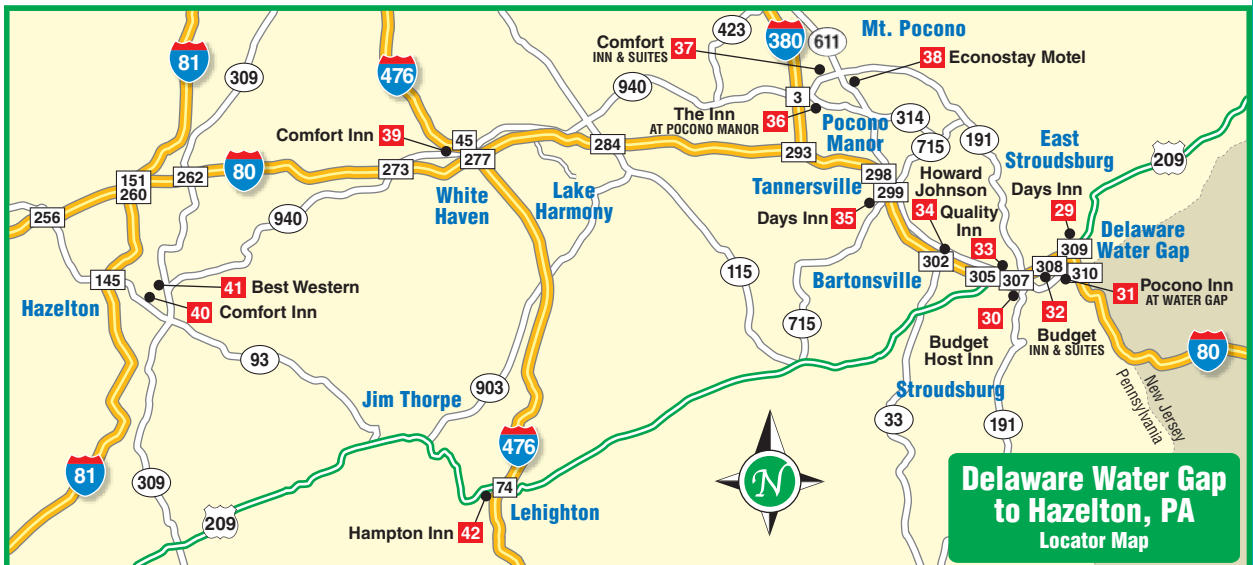 81
309
476
423
380
611
Mt. Pocono
Comfort
INN & SUITES 37
38 Econostay Motel
940
3
The Inn
AT POCONO MANOR 36
Pocono
Manor
314
715
191
East
Stroudsburg
209
Comfort Inn 39
45
277
284
293
298
299
Tannersville
Howard
Johnson
34
Quality
Inn
33
Days Inn
29
Days Inn 35
151
260
262
80
273
White
Haven
Lake
Harmony
256
940
Delaware
Water Gap
309
308
310
302
305
307
Bartonsville
145
41 Best Western
40 Comfort Inn
Hazelton
115
715
30
Budget
Host Inn
32
Budget
INN & SUITES
31 Pocono Inn
AT WATER GAP
80
93
903
Jim Thorpe
Stroudsburg
New Jersey
Pennsylvania
33
191
476
81
309
209
74
Lehighton
Hampton Inn 42
N
Delaware Water Gap
to Hazelton, PA
Locator Map